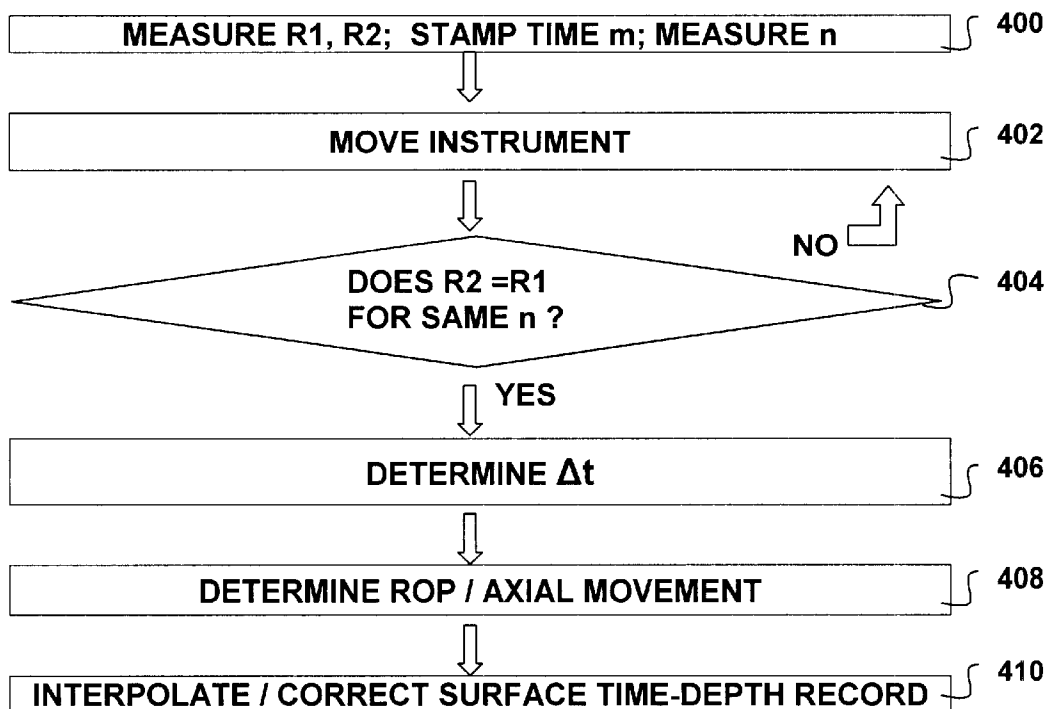 MEASURE R1, R2; STAMP TIME m; MEASURE n
400
MOVE INSTRUMENT
402
NO
DOES R2 =R1
FOR SAME n ?
404
YES
DETERMINE Δt
406
DETERMINE ROP / AXIAL MOVEMENT
408
INTERPOLATE / CORRECT SURFACE TIME-DEPTH RECORD
410